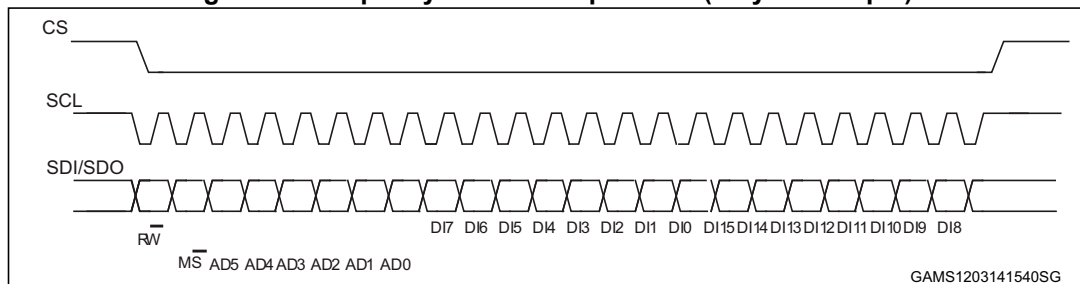 CS
SCL
SDI/SDO
DI7 DI6 DI5 DI4 DI3 DI2 DI1 DI0 DI15 DI14 DI13 DI12 DI11 DI10 DI9 DI8
RW̅
MS̅ AD5 AD4 AD3 AD2 AD1 AD0
GAMS1203141540SG